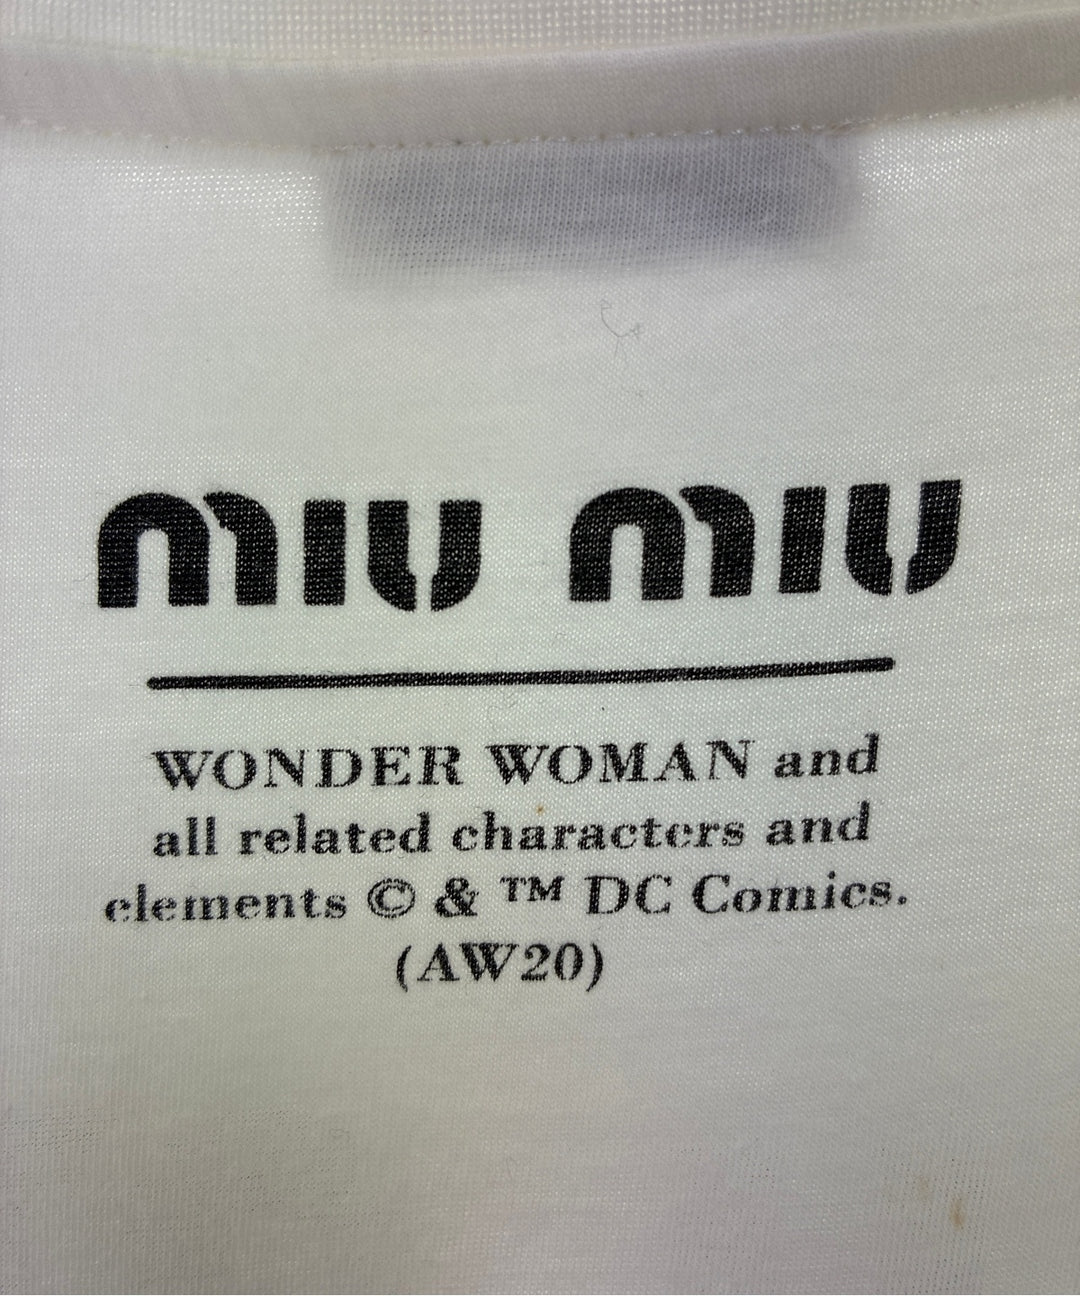 miu miu
WONDER WOMAN and
all related characters and
elements © & ™ DC Comics.
(AW20)